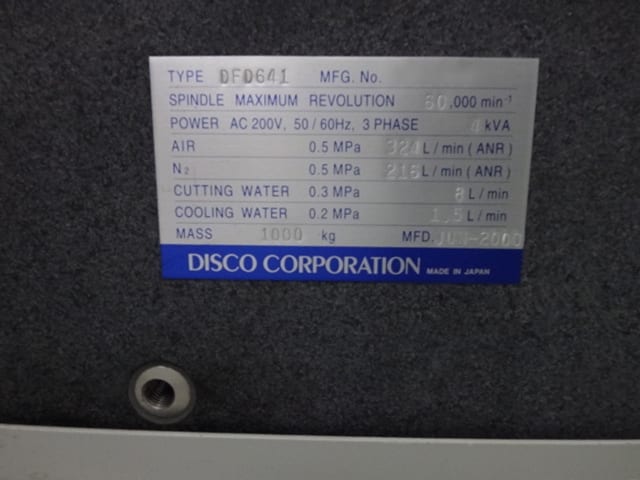 TYPE DFD641 MFG. No.
SPINDLE MAXIMUM REVOLUTION 60,000 min⁻¹
POWER AC 200V, 50 / 60Hz, 3 PHASE 4 kVA
AIR 0.5 MPa 324 L / min ( ANR )
N₂ 0.5 MPa 216 L / min ( ANR )
CUTTING WATER 0.3 MPa 8 L / min
COOLING WATER 0.2 MPa 1.5 L / min
MASS 1000 kg MFD. JUN-2000
DISCO CORPORATION MADE IN JAPAN